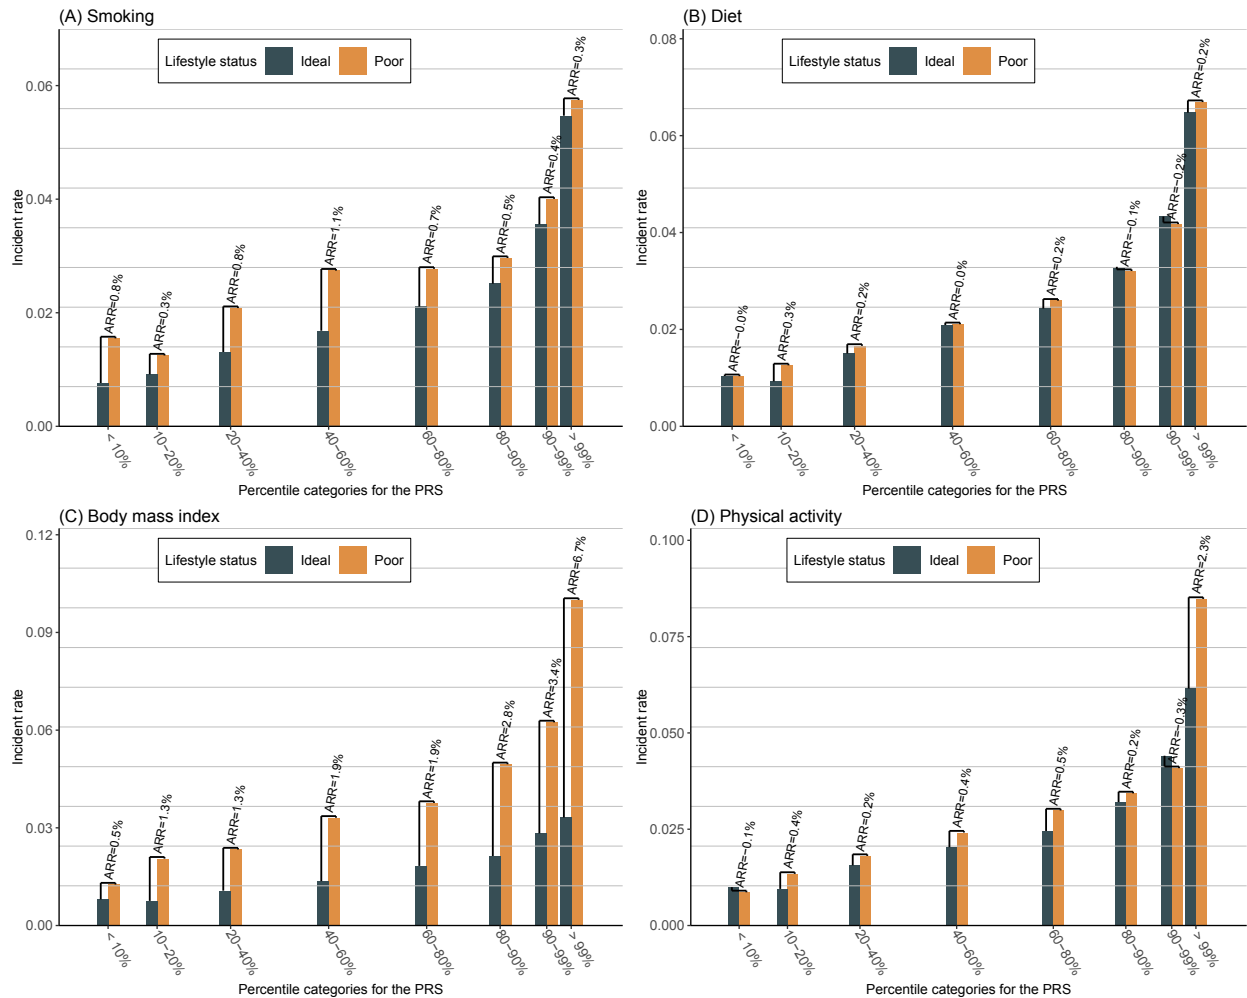 (A) Smoking
Lifestyle status Ideal Poor
Incident rate
0.06
0.04
0.02
0.00
ARR=0.8%
ARR=0.3%
ARR=0.8%
ARR=1.1%
ARR=0.7%
ARR=0.5%
ARR=0.4%
ARR=0.3%
< 10%
10−20%
20−40%
40−60%
60−80%
80−90%
90−99%
> 99%
Percentile categories for the PRS
(B) Diet
Lifestyle status Ideal Poor
Incident rate
0.08
0.06
0.04
0.02
0.00
ARR=−0.0%
ARR=0.3%
ARR=0.2%
ARR=0.0%
ARR=0.2%
ARR=−0.1%
ARR=−0.2%
ARR=0.2%
< 10%
10−20%
20−40%
40−60%
60−80%
80−90%
90−99%
> 99%
Percentile categories for the PRS
(C) Body mass index
Lifestyle status Ideal Poor
Incident rate
0.12
0.09
0.06
0.03
0.00
ARR=0.5%
ARR=1.3%
ARR=1.3%
ARR=1.9%
ARR=1.9%
ARR=2.8%
ARR=3.4%
ARR=6.7%
< 10%
10−20%
20−40%
40−60%
60−80%
80−90%
90−99%
> 99%
Percentile categories for the PRS
(D) Physical activity
Lifestyle status Ideal Poor
Incident rate
0.100
0.075
0.050
0.025
0.000
ARR=−0.1%
ARR=0.4%
ARR=0.2%
ARR=0.4%
ARR=0.5%
ARR=0.2%
ARR=−0.3%
ARR=2.3%
< 10%
10−20%
20−40%
40−60%
60−80%
80−90%
90−99%
> 99%
Percentile categories for the PRS